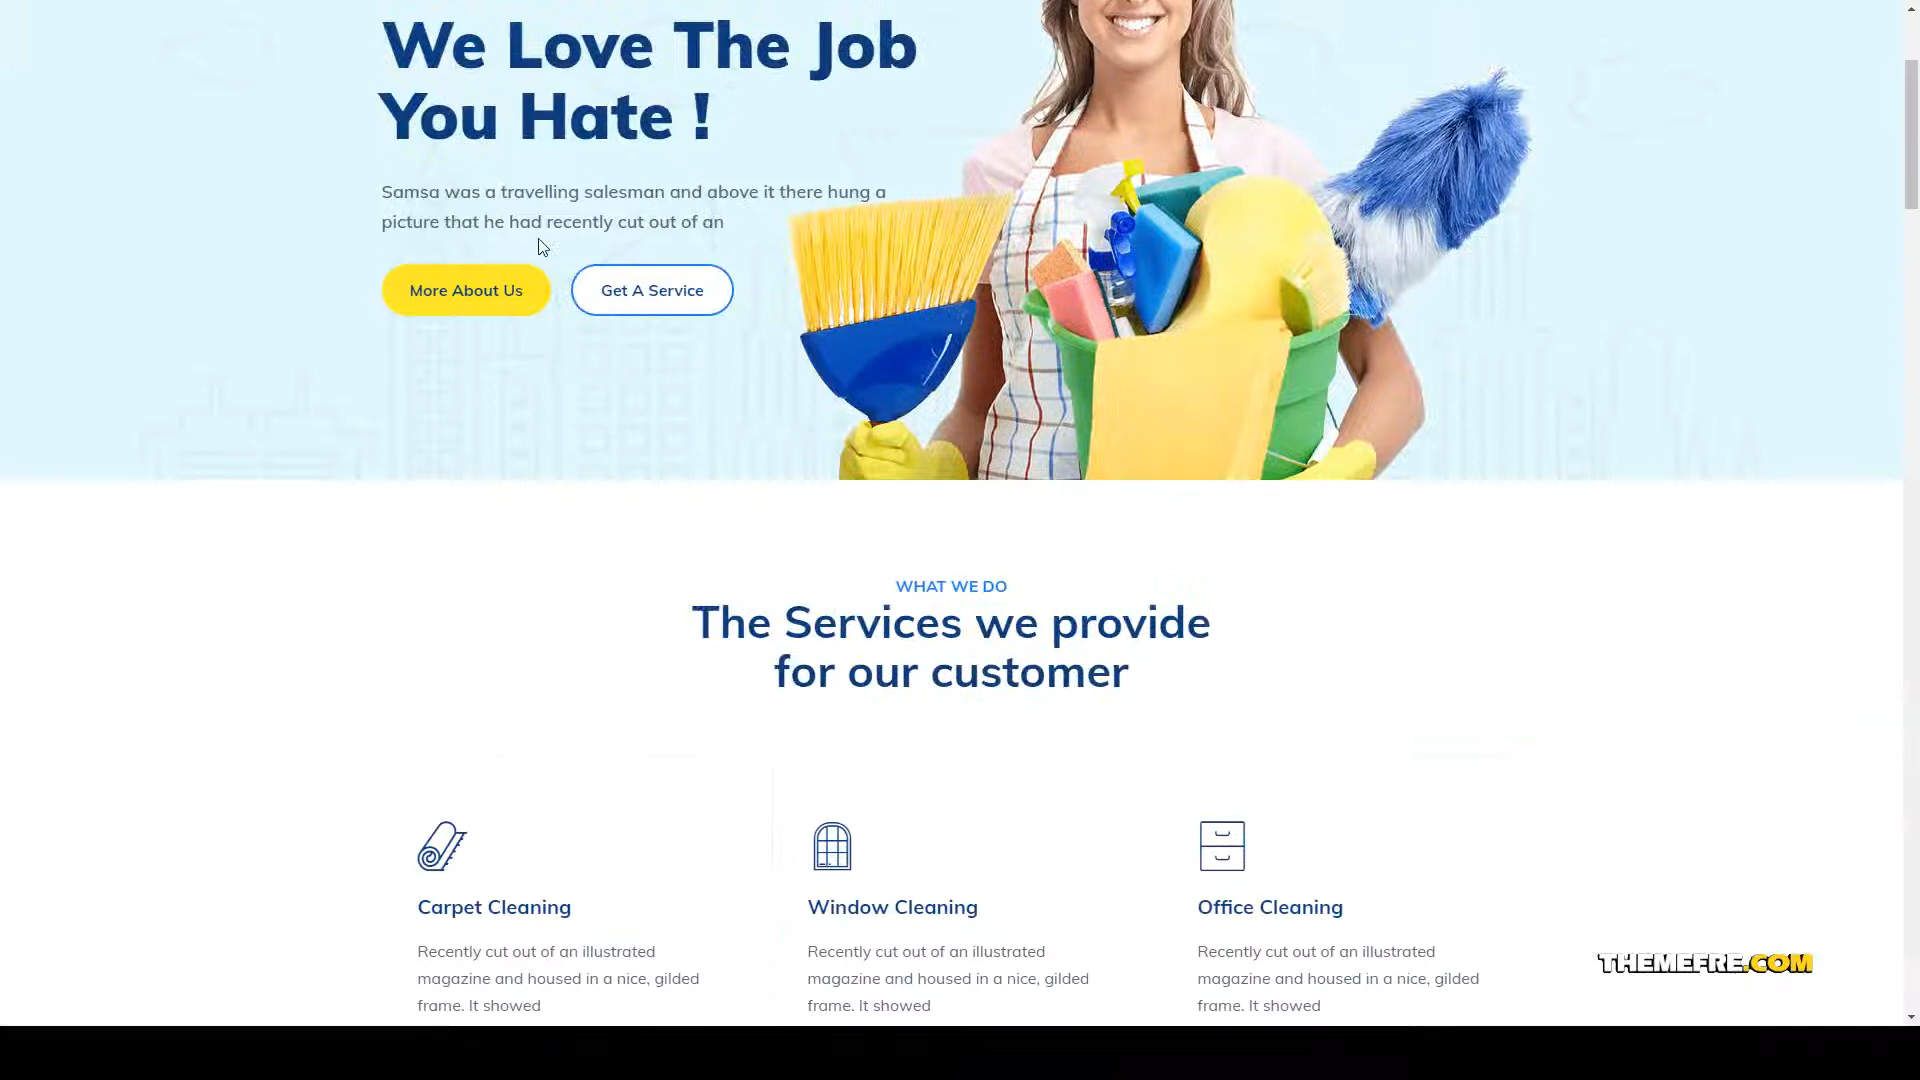 We Love The Job
You Hate !
Samsa was a travelling salesman and above it there hung a
picture that he had recently cut out of an
More About Us
Get A Service
WHAT WE DO
The Services we provide
for our customer
Carpet Cleaning
Recently cut out of an illustrated
magazine and housed in a nice, gilded
frame. It showed
Window Cleaning
Recently cut out of an illustrated
magazine and housed in a nice, gilded
frame. It showed
Office Cleaning
Recently cut out of an illustrated
magazine and housed in a nice, gilded
frame. It showed
THEMEFRE.COM